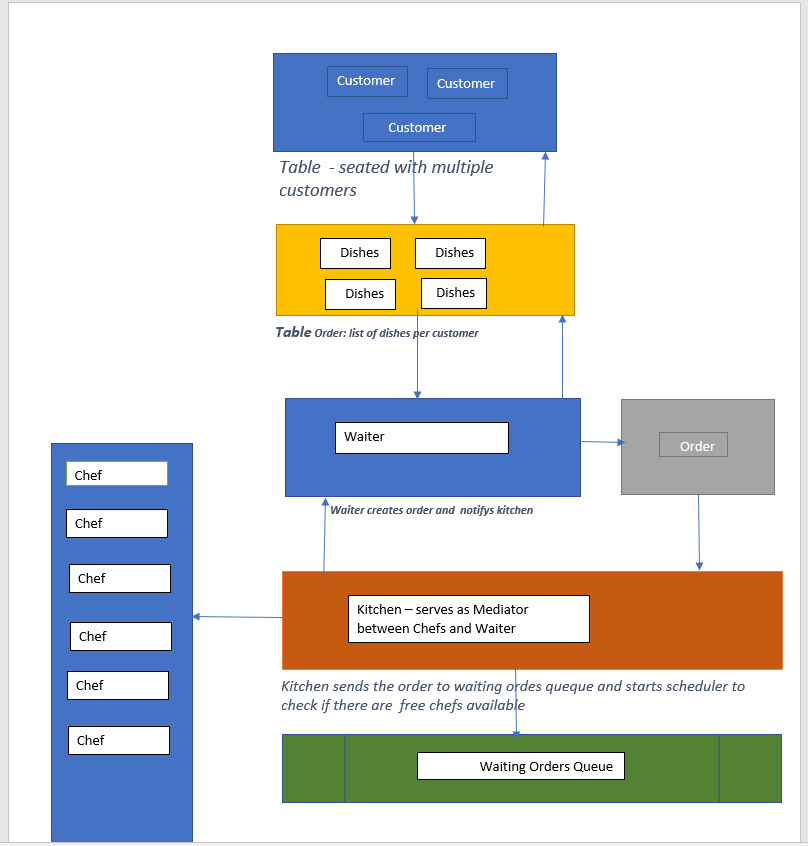 Customer
Customer
Customer
Table - seated with multiple
customers
Dishes
Dishes
Dishes
Dishes
Table Order: list of dishes per customer
Waiter
Order
Waiter creates order and notifys kitchen
Chef
Chef
Chef
Chef
Chef
Chef
Kitchen – serves as Mediator
between Chefs and Waiter
Kitchen sends the order to waiting ordes queque and starts scheduler to
check if there are free chefs available
Waiting Orders Queue